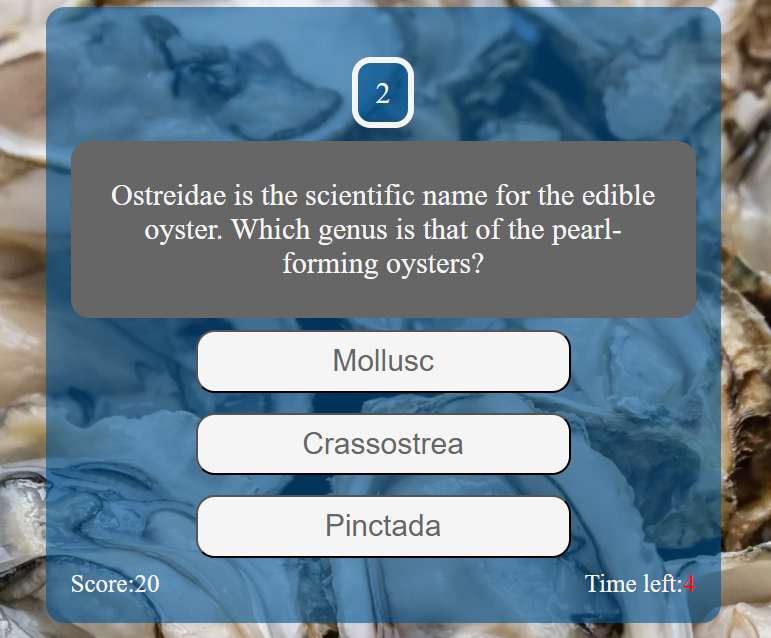 2
Ostreidae is the scientific name for the edible
oyster. Which genus is that of the pearl-
forming oysters?
Mollusc
Crassostrea
Pinctada
Score:20
Time left:4